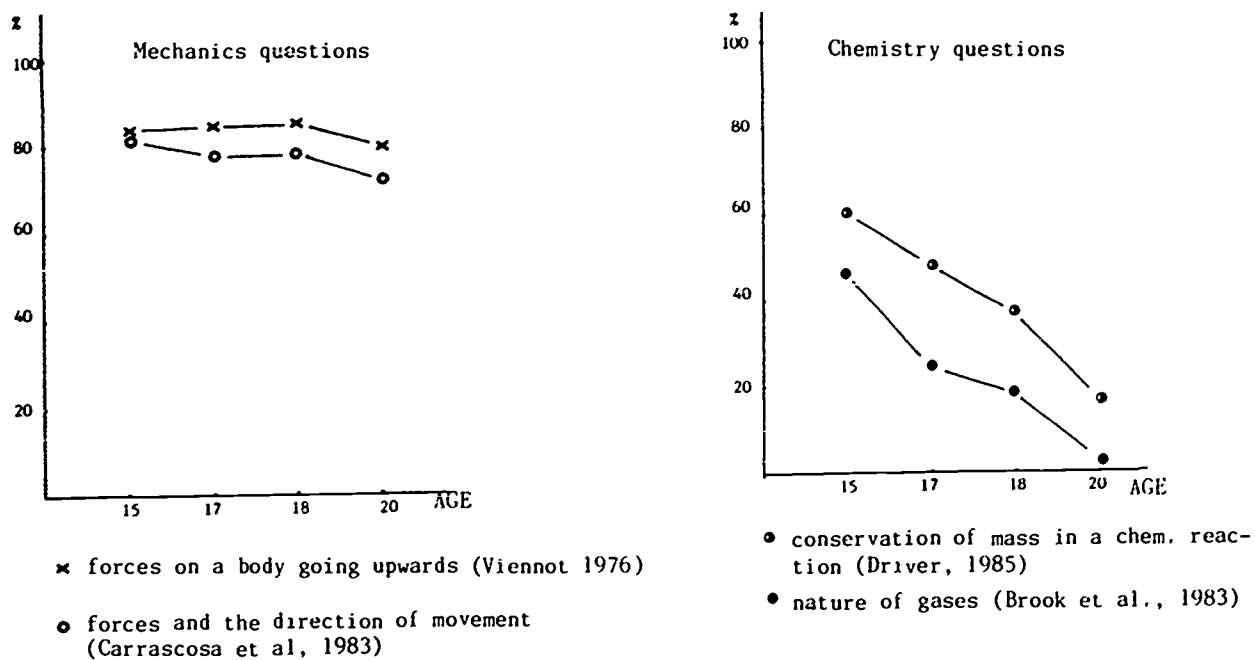 %
Mechanics questions
100
80
60
40
20
15 17 18 20 AGE
× forces on a body going upwards (Viennot 1976)
forces and the direction of movement
(Carrascosa et al, 1983)
%
100
Chemistry questions
80
60
40
20
15 17 18 20 AGE
conservation of mass in a chem. reac-
tion (Driver, 1985)
nature of gases (Brook et al., 1983)